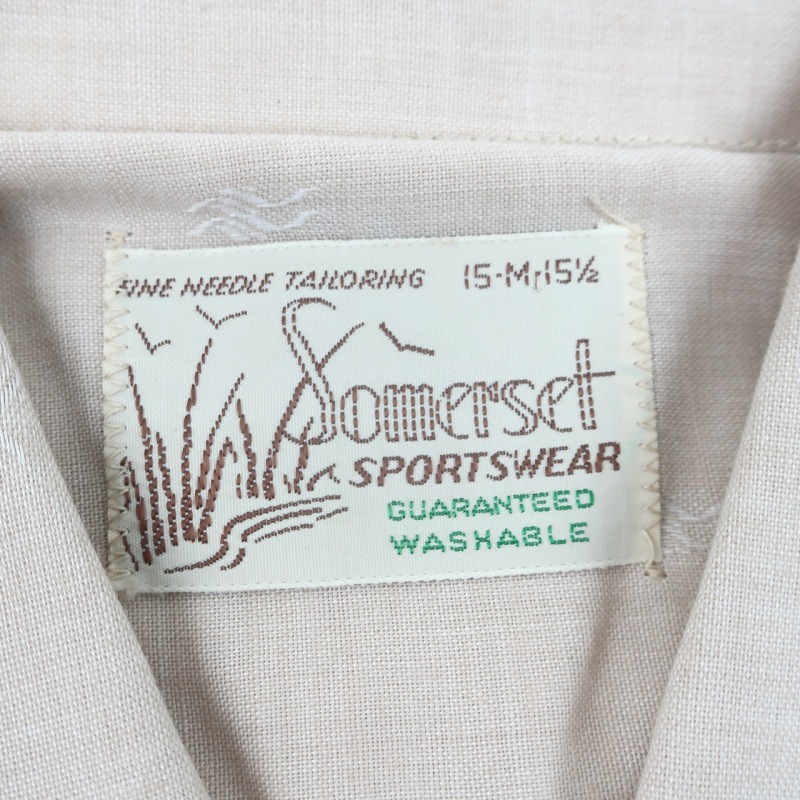 FINE NEEDLE TAILORING 15-M-15½
Somerset
SPORTSWEAR
GUARANTEED
WASHABLE